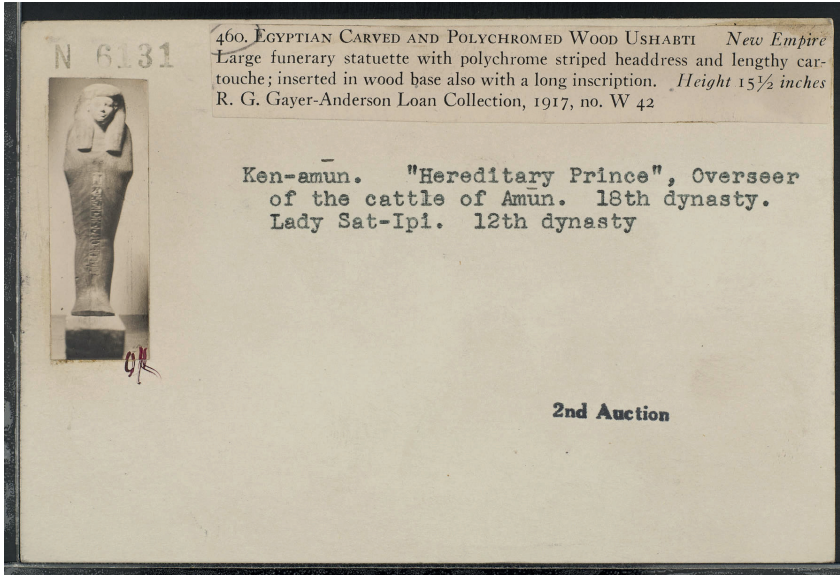 N 6131
460. EGYPTIAN CARVED AND POLYCHROMED WOOD USHABTI New Empire
Large funerary statuette with polychrome striped headdress and lengthy car-
touche; inserted in wood base also with a long inscription. Height 15½ inches
R. G. Gayer-Anderson Loan Collection, 1917, no. W 42
Ken-amūn. "Hereditary Prince", Overseer
of the cattle of Amūn. 18th dynasty.
Lady Sat-Ipi. 12th dynasty
2nd Auction